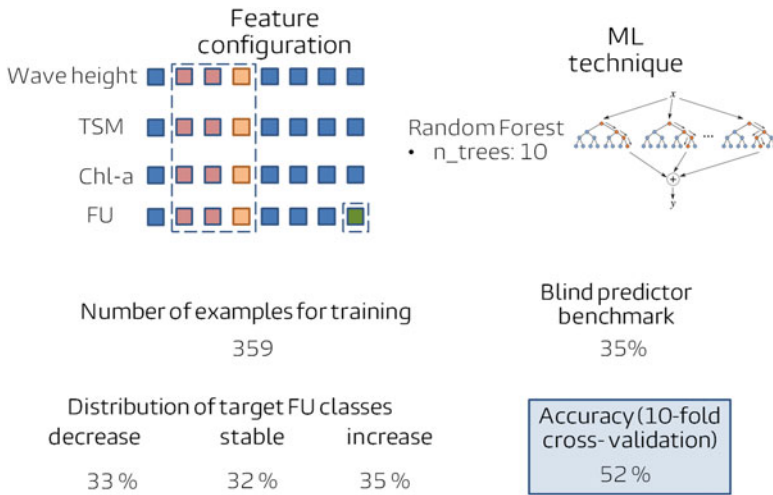 Feature
configuration
Wave height
TSM
Chl-a
FU
ML
technique
Random Forest
• n_trees: 10
x
...
+
y
Number of examples for training
359
Blind predictor
benchmark
35%
Distribution of target FU classes
decrease stable increase
33 % 32 % 35 %
Accuracy (10-fold
cross-validation)
52 %